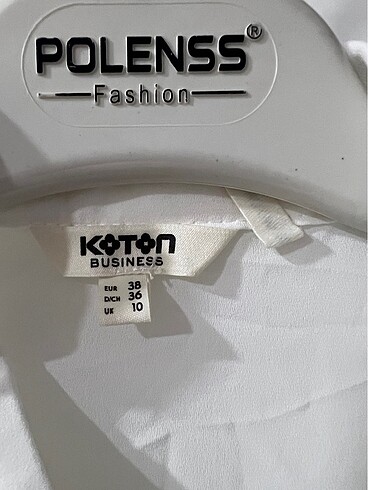 POLENSS®
Fashion
KOTON
BUSINESS
EUR 38
D/CH 36
UK 10